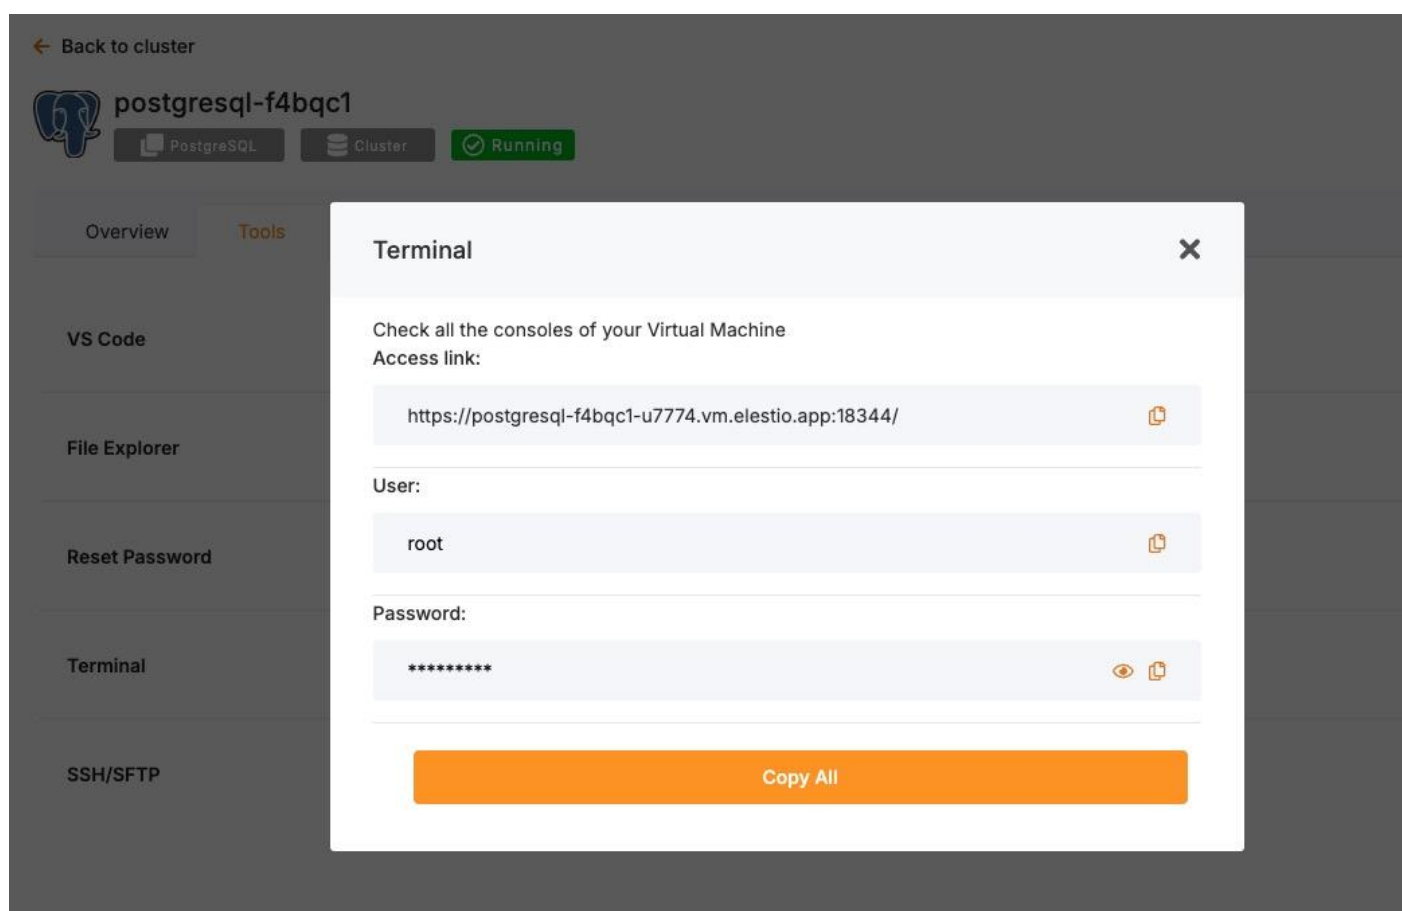 Back to cluster
postgresql-f4bqc1
PostgreSQL
Cluster
Running
Overview
Tools
VS Code
File Explorer
Reset Password
Terminal
SSH/SFTP
Terminal
Check all the consoles of your Virtual Machine
Access link:
https://postgresql-f4bqc1-u7774.vm.elestio.app:18344/
User:
root
Password:
*********
Copy All